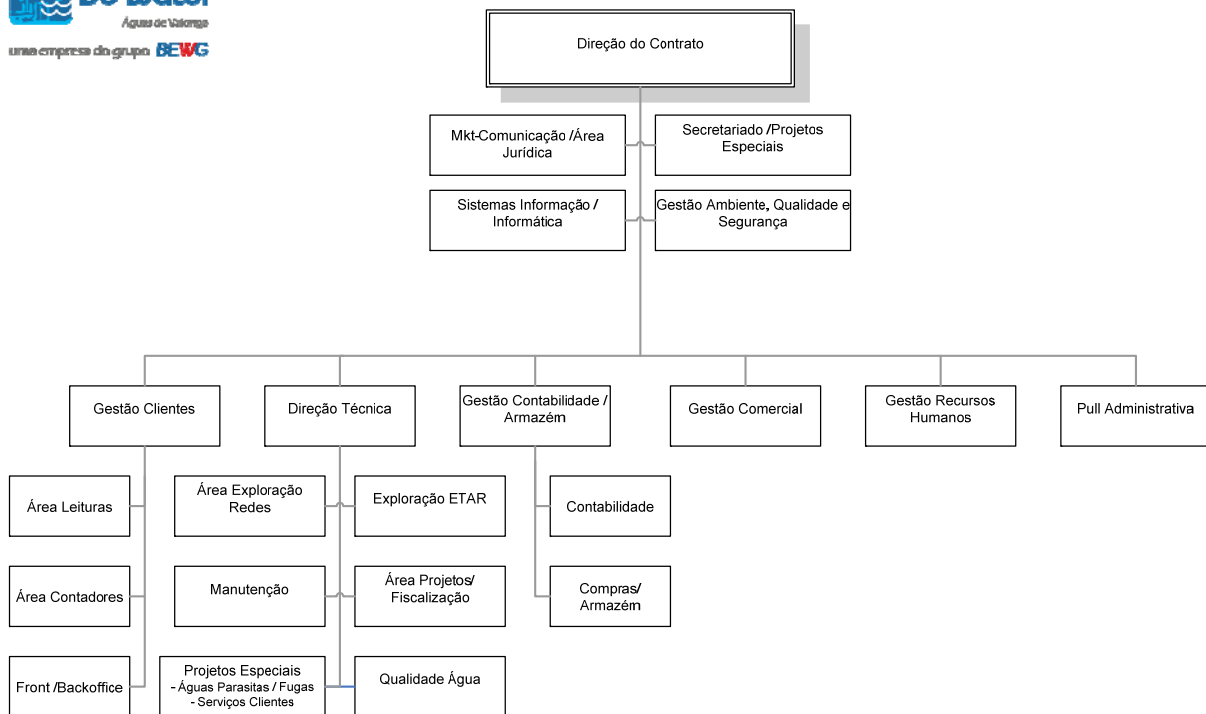 Águas de Valongo
uma empresa do grupo BEWG
Direção do Contrato
Mkt-Comunicação /Área
Jurídica
Secretariado /Projetos
Especiais
Sistemas Informação /
Informática
Gestão Ambiente, Qualidade e
Segurança
Gestão Clientes
Direção Técnica
Gestão Contabilidade /
Armazém
Gestão Comercial
Gestão Recursos
Humanos
Pull Administrativa
Área Leituras
Área Exploração
Redes
Exploração ETAR
Contabilidade
Área Contadores
Manutenção
Área Projetos/
Fiscalização
Compras/
Armazém
Front /Backoffice
Projetos Especiais
- Águas Parasitas / Fugas
- Serviços Clientes
Qualidade Água